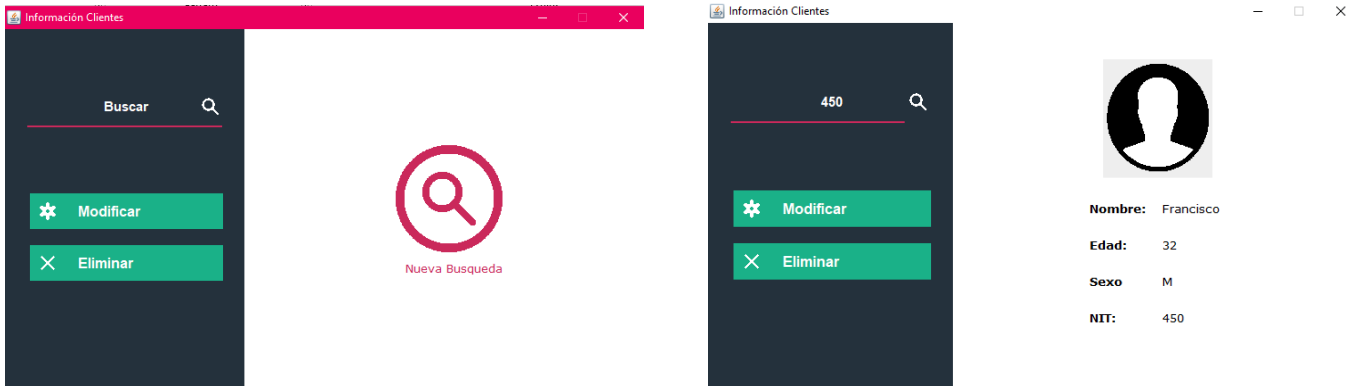 Información Clientes
Buscar
Modificar
Eliminar
Nueva Busqueda
Información Clientes
450
Modificar
Eliminar
Nombre: Francisco
Edad: 32
Sexo M
NIT: 450